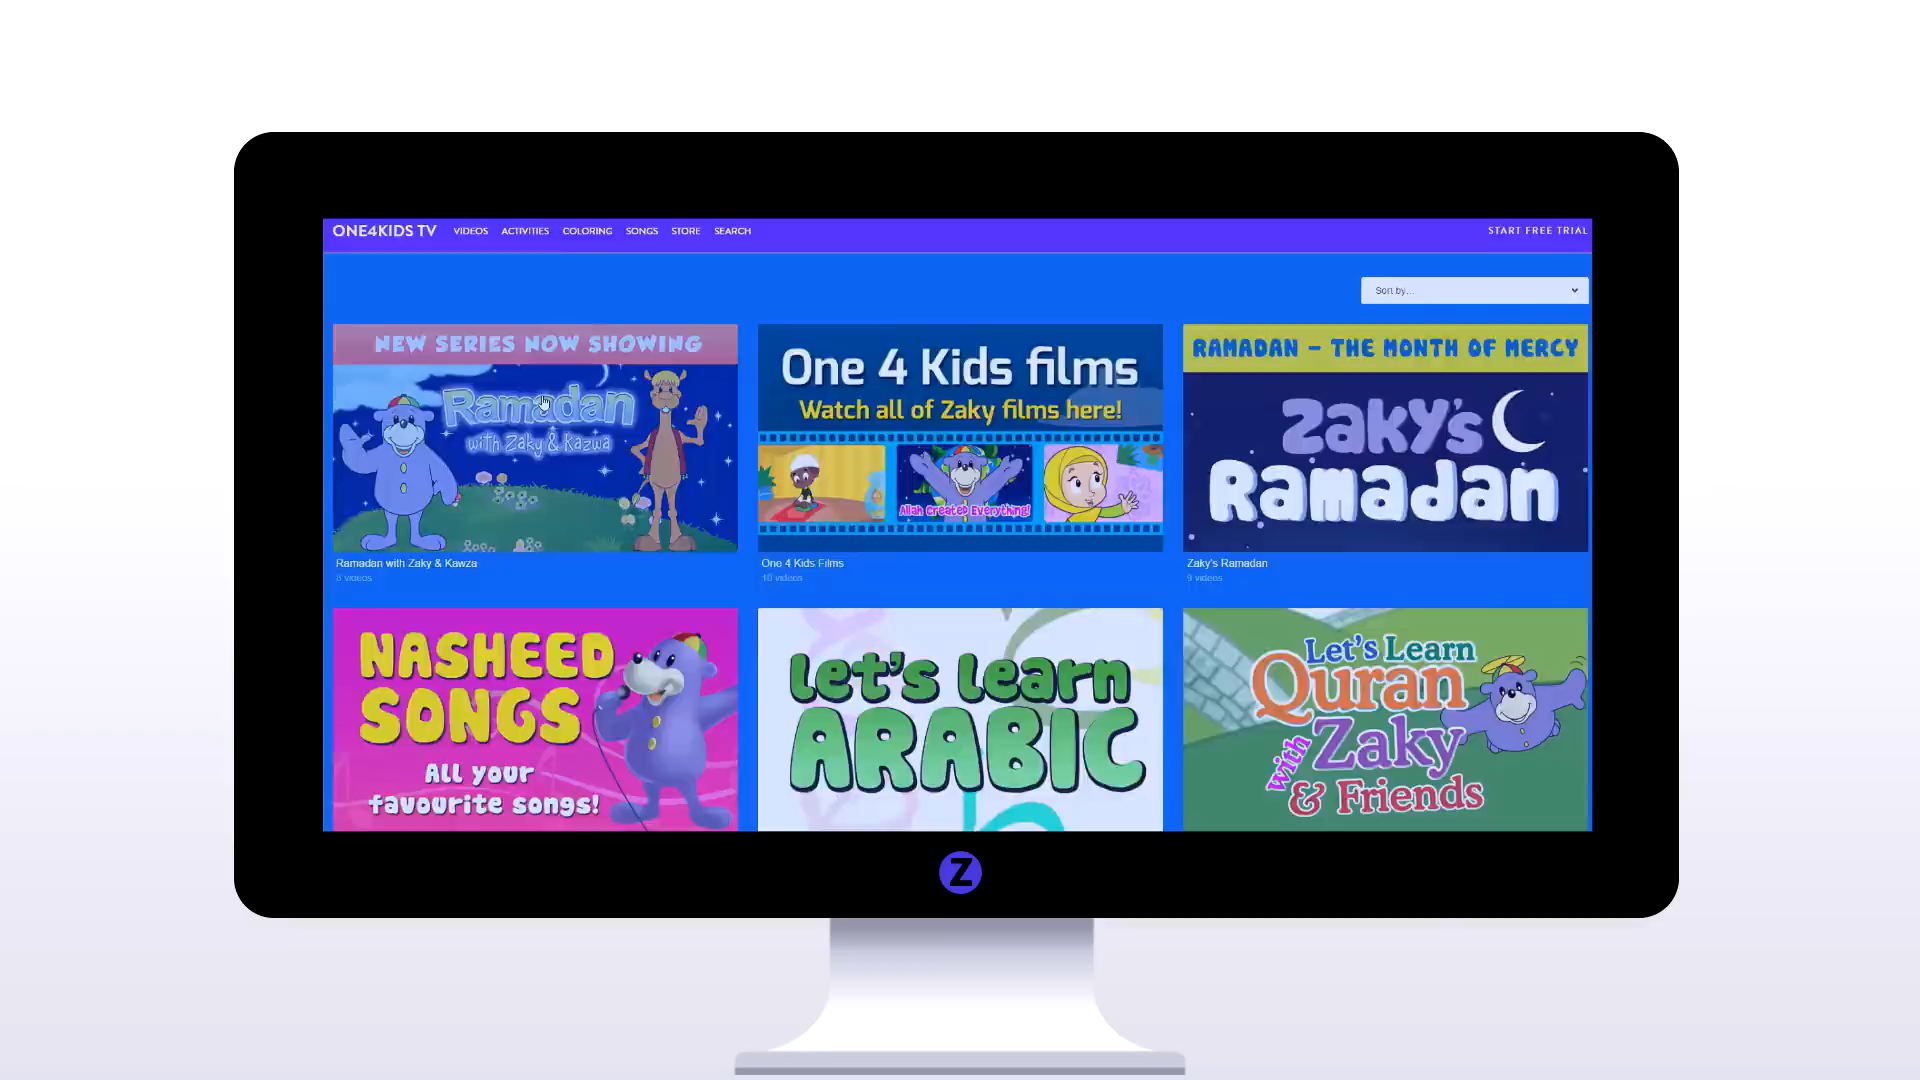 ONE4KIDS TV VIDEOS ACTIVITIES COLORING SONGS STORE SEARCH START FREE TRIAL
Sort by...
NEW SERIES NOW SHOWING
Ramadan
with Zaky & Kazwa
Ramadan with Zaky & Kawza
8 videos
One 4 Kids films
Watch all of Zaky films here!
Allah Created Everything!
One 4 Kids Films
10 videos
RAMADAN – THE MONTH OF MERCY
Zaky's
Ramadan
Zaky's Ramadan
9 videos
NASHEED
SONGS
All your
favourite songs!
Let's learn
ARABIC
Let's Learn
Quran
with Zaky
& Friends
Z